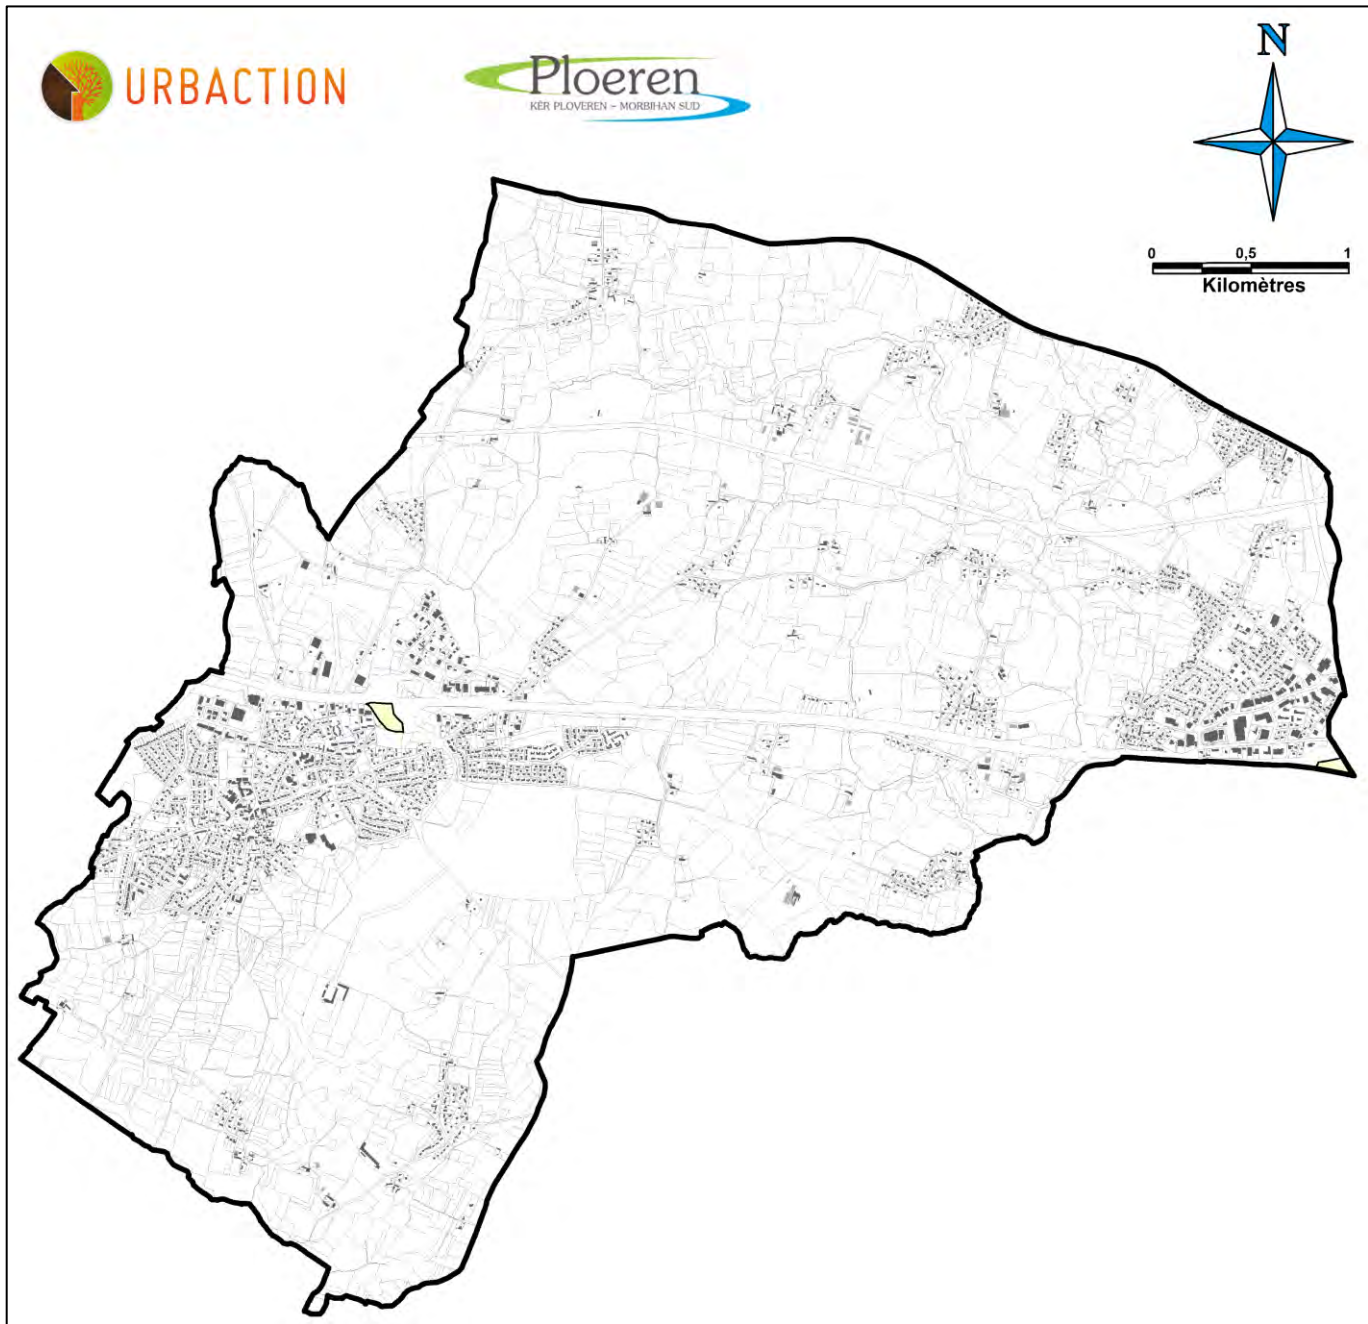 URBACTION
Ploeren
KÊR PLOVEREN – MORBIHAN SUD
N
0 0,5 1
Kilomètres